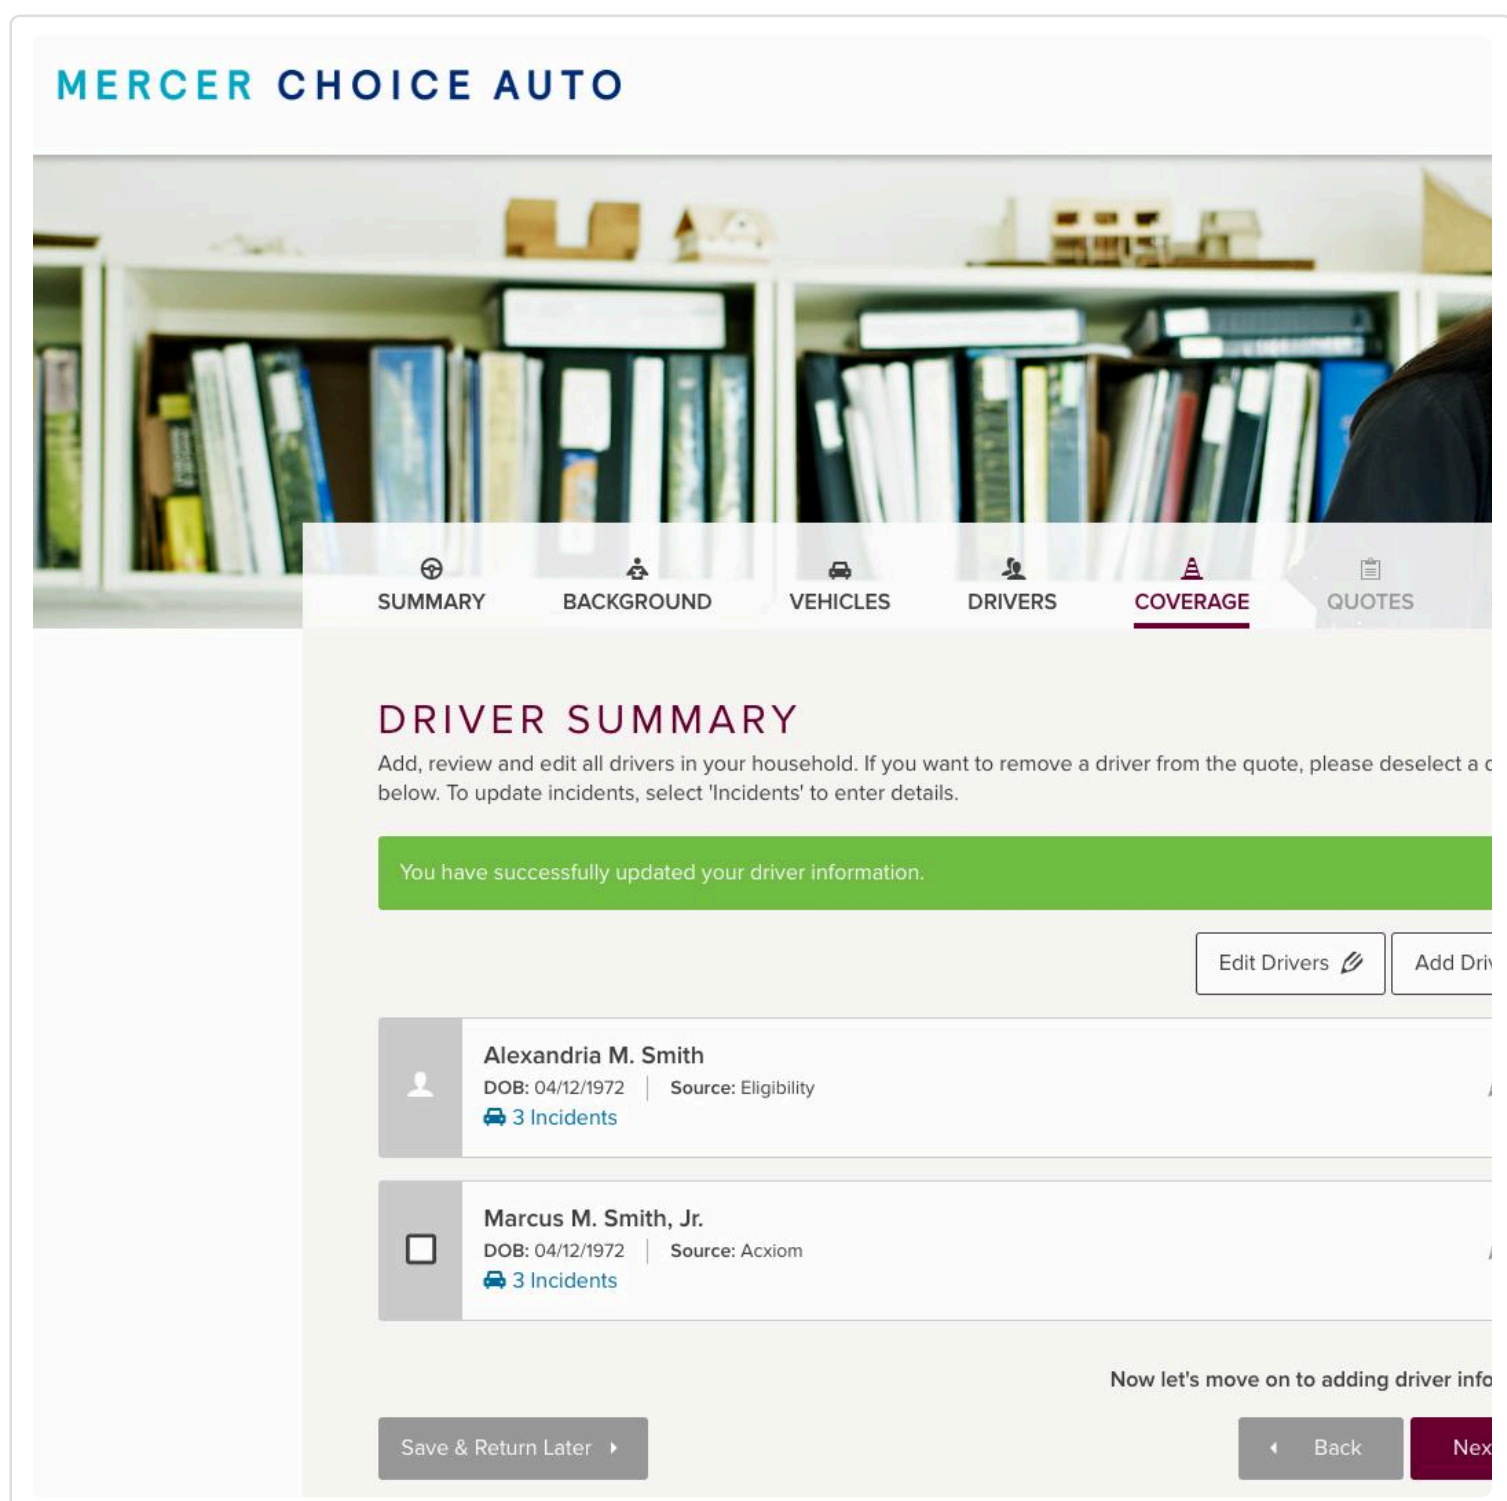 MERCER CHOICE AUTO
SUMMARY
BACKGROUND
VEHICLES
DRIVERS
COVERAGE
QUOTES
DRIVER SUMMARY
Add, review and edit all drivers in your household. If you want to remove a driver from the quote, please deselect a
below. To update incidents, select 'Incidents' to enter details.
You have successfully updated your driver information.
Edit Drivers
Add
Alexandria M. Smith
DOB: 04/12/1972 Source: Eligibility
3 Incidents
Marcus M. Smith, Jr.
DOB: 04/12/1972 Source: Acxiom
3 Incidents
Now let's move on to adding driver
Save & Return Later
Back